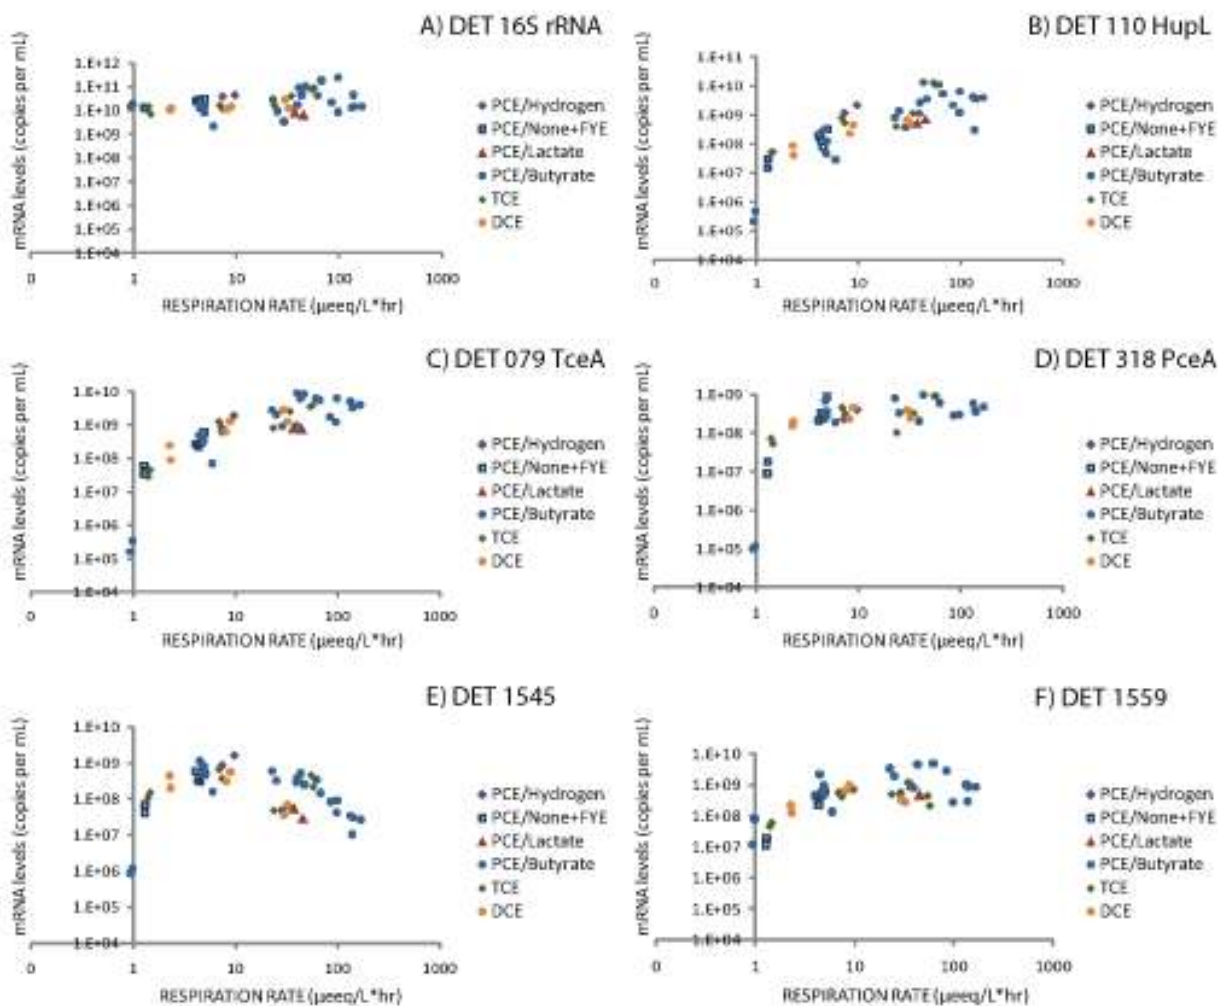 A) DET 16S rRNA
mRNA levels (copies per mL)
1.E+12
1.E+11
1.E+10
1.E+09
1.E+08
1.E+07
1.E+06
1.E+05
1.E+04
0 1 10 100 1000
RESPIRATION RATE (µeeq/L*hr)
PCE/Hydrogen
PCE/None+FYE
PCE/Lactate
PCE/Butyrate
TCE
DCE
B) DET 110 HupL
mRNA levels (copies per mL)
1.E+11
1.E+10
1.E+09
1.E+08
1.E+07
1.E+06
1.E+05
1.E+04
0 1 10 100 1000
RESPIRATION RATE (µeeq/L*hr)
PCE/Hydrogen
PCE/None+FYE
PCE/Lactate
PCE/Butyrate
TCE
DCE
C) DET 079 TceA
mRNA levels (copies per mL)
1.E+10
1.E+09
1.E+08
1.E+07
1.E+06
1.E+05
1.E+04
0 1 10 100 1000
RESPIRATION RATE (µeeq/L*hr)
PCE/Hydrogen
PCE/None+FYE
PCE/Lactate
PCE/Butyrate
TCE
DCE
D) DET 318 PceA
mRNA levels (copies per mL)
1.E+09
1.E+08
1.E+07
1.E+06
1.E+05
1.E+04
0 1 10 100 1000
RESPIRATION RATE (µeeq/L*hr)
PCE/Hydrogen
PCE/None+FYE
PCE/Lactate
PCE/Butyrate
TCE
DCE
E) DET 1545
mRNA levels (copies per mL)
1.E+10
1.E+09
1.E+08
1.E+07
1.E+06
1.E+05
1.E+04
0 1 10 100 1000
RESPIRATION RATE (µeeq/L*hr)
PCE/Hydrogen
PCE/None+FYE
PCE/Lactate
PCE/Butyrate
TCE
DCE
F) DET 1559
mRNA levels (copies per mL)
1.E+10
1.E+09
1.E+08
1.E+07
1.E+06
1.E+05
1.E+04
0 1 10 100 1000
RESPIRATION RATE (µeeq/L*hr)
PCE/Hydrogen
PCE/None+FYE
PCE/Lactate
PCE/Butyrate
TCE
DCE